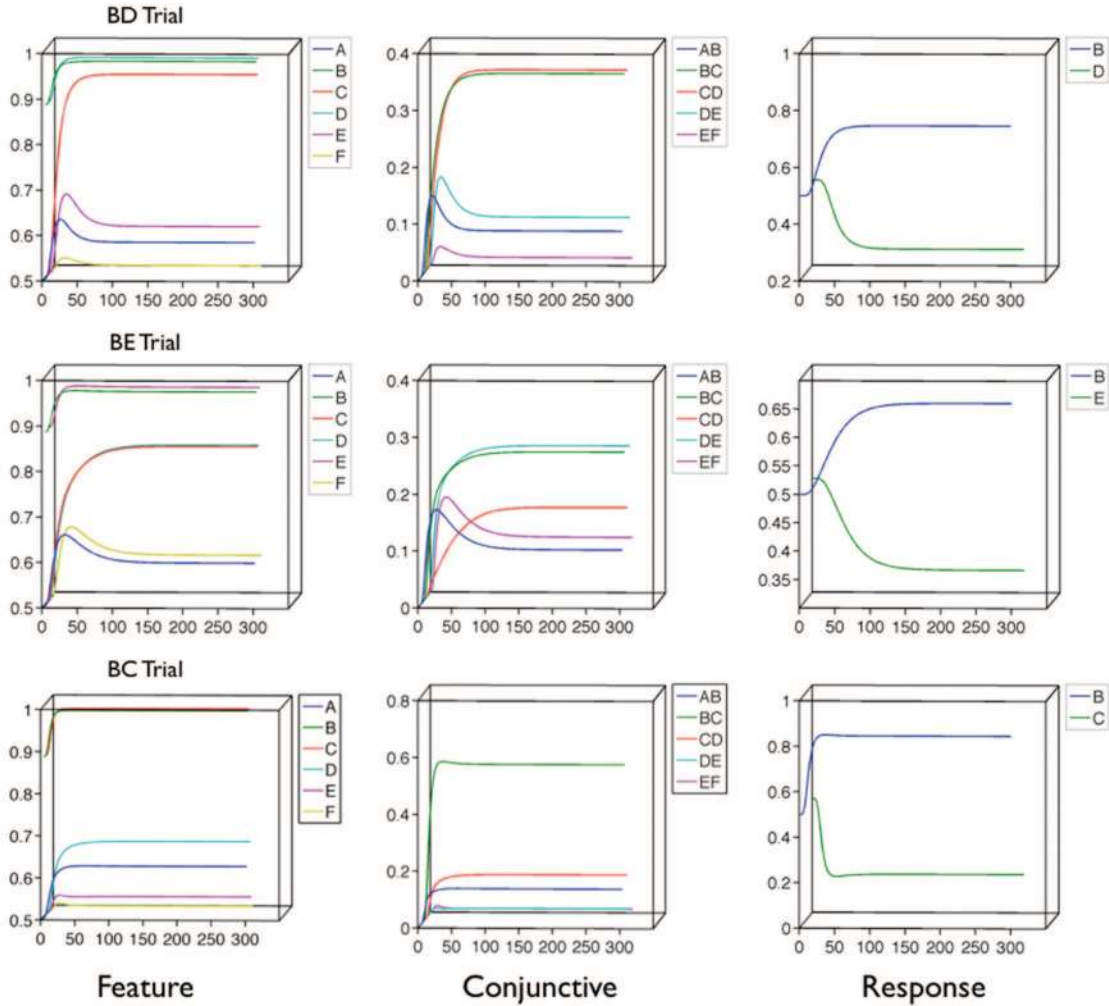 BD Trial
1
0.9
0.8
0.7
0.6
0.5
0 50 100 150 200 250 300
A
B
C
D
E
F
0.4
0.3
0.2
0.1
0
0 50 100 150 200 250 300
AB
BC
CD
DE
EF
1
0.8
0.6
0.4
0.2
0 50 100 150 200 250 300
B
D
BE Trial
1
0.9
0.8
0.7
0.6
0.5
0 50 100 150 200 250 300
A
B
C
D
E
F
0.4
0.3
0.2
0.1
0
0 50 100 150 200 250 300
AB
BC
CD
DE
EF
0.65
0.6
0.55
0.5
0.45
0.4
0.35
0 50 100 150 200 250 300
B
E
BC Trial
1
0.9
0.8
0.7
0.6
0.5
0 50 100 150 200 250 300
A
B
C
D
E
F
0.8
0.6
0.4
0.2
0
0 50 100 150 200 250 300
AB
BC
CD
DE
EF
1
0.8
0.6
0.4
0.2
0
0 50 100 150 200 250 300
B
C
Feature Conjunctive Response